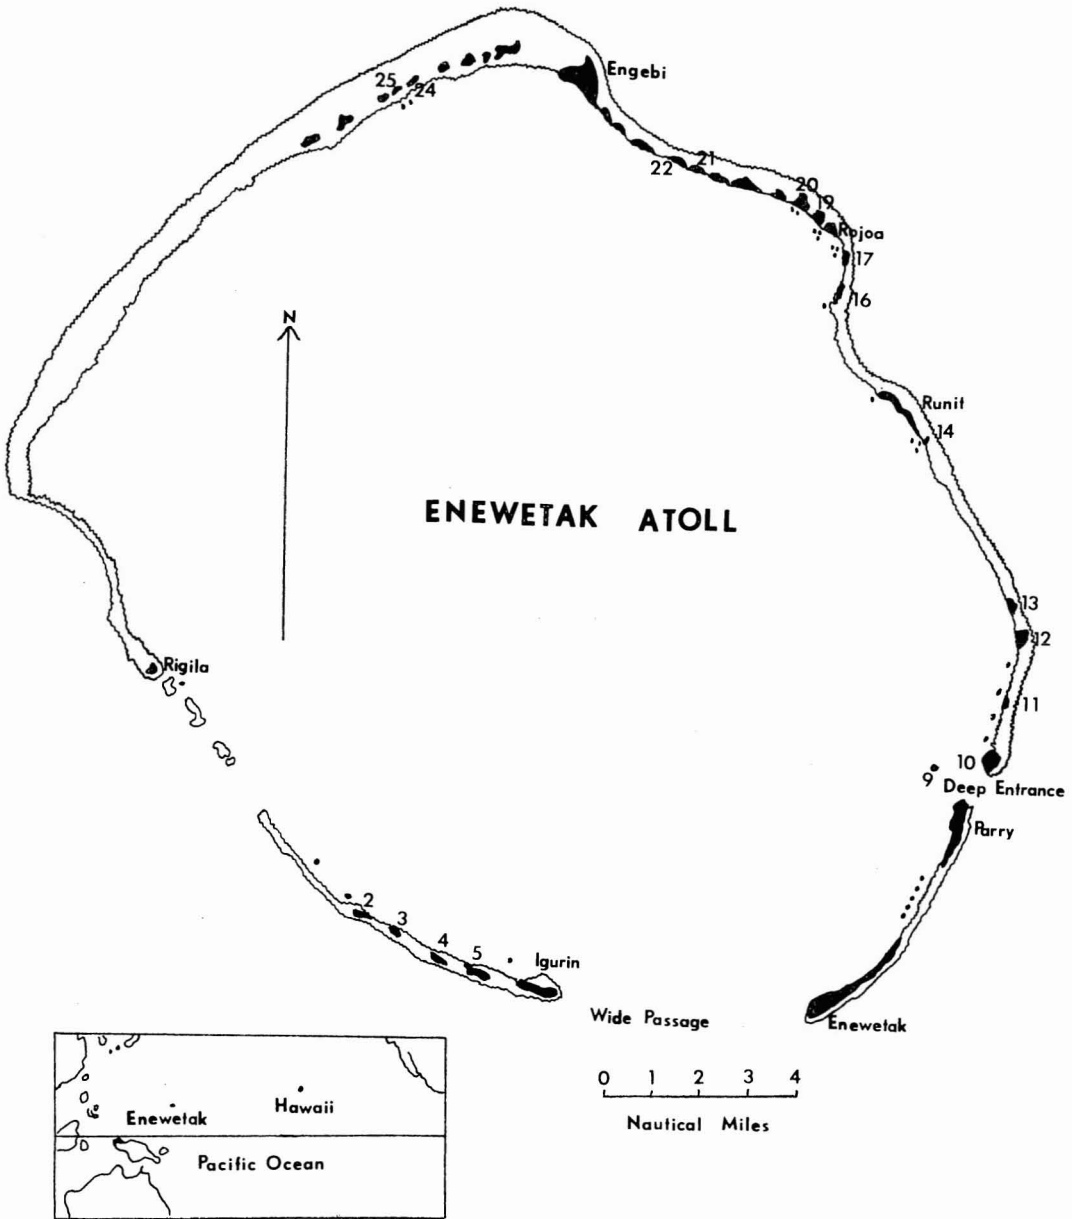 Engebi
25
24
21
22
20
19
Rojoa
17
N
16
Runit
14
ENEWETAK ATOLL
13
12
Rigila
11
10
9
Deep Entrance
Parry
2
3
4
5
Igurin
Wide Passage
Enewetak
0 1 2 3 4
Nautical Miles
Hawaii
Enewetak
Pacific Ocean